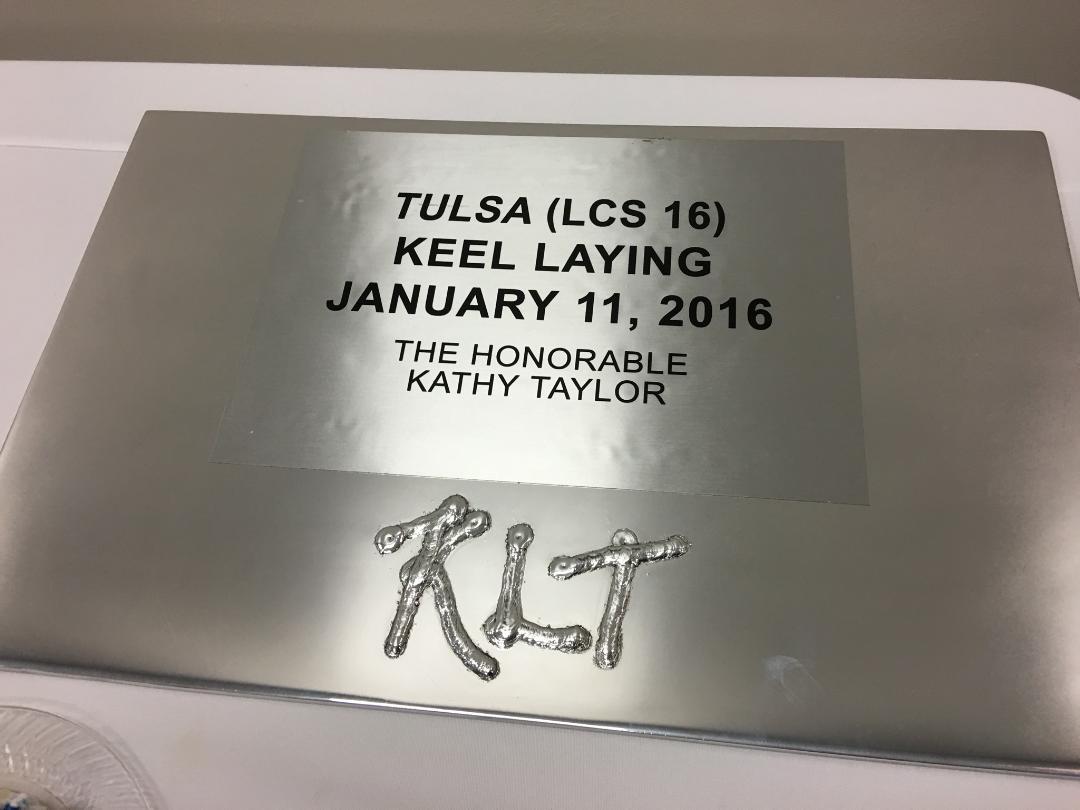 TULSA (LCS 16)
KEEL LAYING
JANUARY 11, 2016
THE HONORABLE
KATHY TAYLOR
KLT